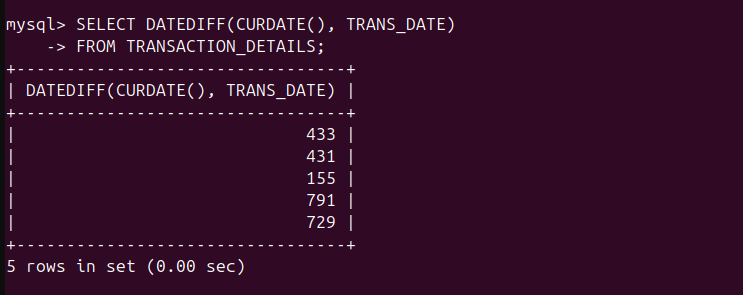 mysql> SELECT DATEDIFF(CURDATE(), TRANS_DATE)
    -> FROM TRANSACTION_DETAILS;
+---------------------------------+
| DATEDIFF(CURDATE(), TRANS_DATE) |
+---------------------------------+
|                             433 |
|                             431 |
|                             155 |
|                             791 |
|                             729 |
+---------------------------------+
5 rows in set (0.00 sec)